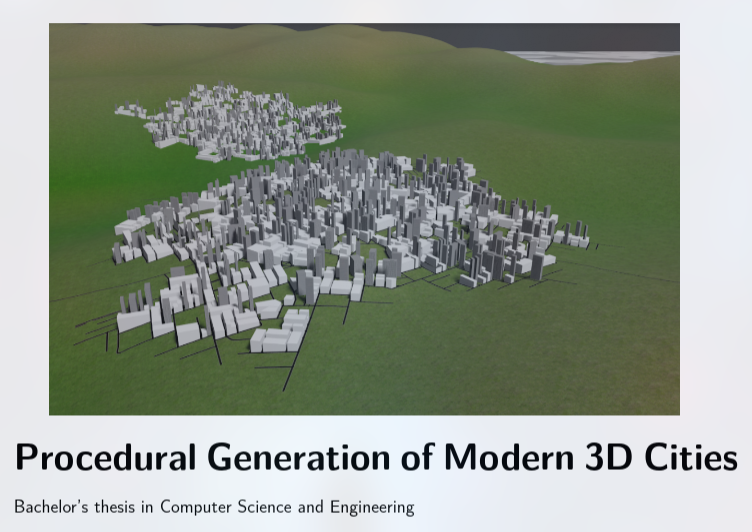 Procedural Generation of Modern 3D Cities
Bachelor's thesis in Computer Science and Engineering